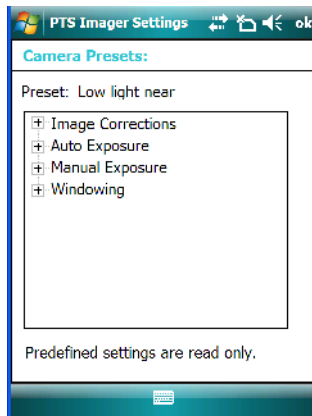 PTS Imager Settings ok
Camera Presets:
Preset: Low light near
Image Corrections
Auto Exposure
Manual Exposure
Windowing
Predefined settings are read only.